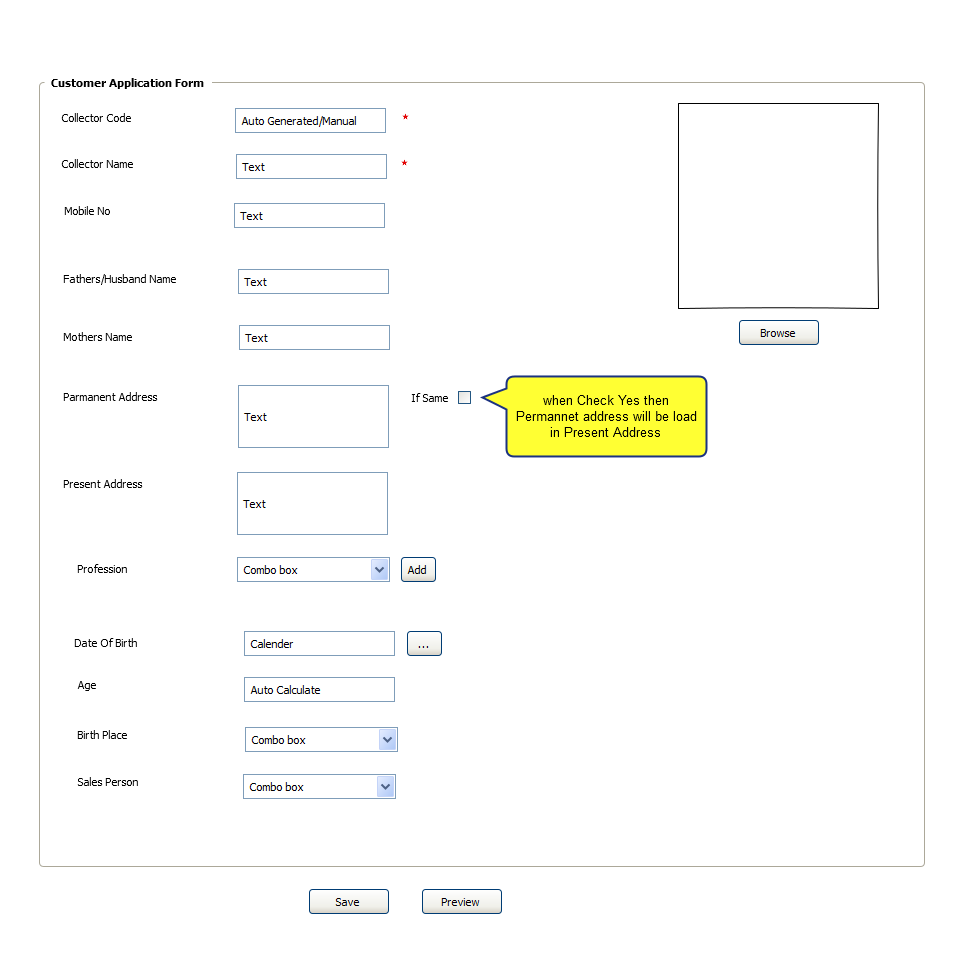 Customer Application Form
Collector Code
Auto Generated/Manual
*
Collector Name
Text
*
Mobile No
Text
Fathers/Husband Name
Text
Browse
Mothers Name
Text
Parmanent Address
Text
If Same
when Check Yes then
Permannet address will be load
in Present Address
Present Address
Text
Profession
Combo box
Add
Date Of Birth
Calender
...
Age
Auto Calculate
Birth Place
Combo box
Sales Person
Combo box
Save
Preview